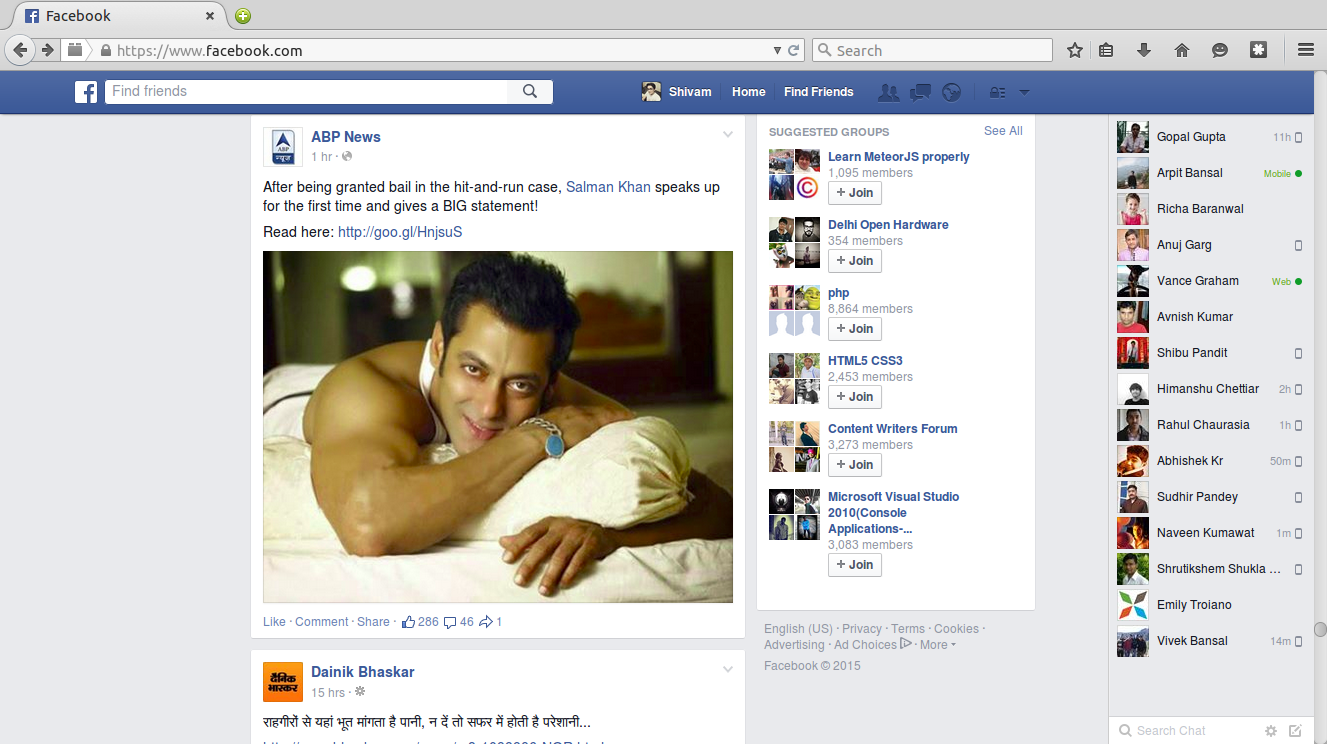 Facebook
https://www.facebook.com
Search
Find friends
Shivam
Home
Find Friends
ABP
न्यूज़
ABP News
1 hr ·
After being granted bail in the hit-and-run case, Salman Khan speaks up
for the first time and gives a BIG statement!
Read here: http://goo.gl/HnjsuS
Like · Comment · Share · 286 46 1
दैनिक
भास्कर
Dainik Bhaskar
15 hrs ·
राहगीरों से यहां भूत मांगता है पानी, न दें तो सफर में होती है परेशानी...
SUGGESTED GROUPS
See All
Learn MeteorJS properly
1,095 members
+ Join
Delhi Open Hardware
354 members
+ Join
php
8,864 members
+ Join
HTML5 CSS3
2,453 members
+ Join
Content Writers Forum
3,273 members
+ Join
Microsoft Visual Studio
2010(Console
Applications-...
3,083 members
+ Join
English (US) · Privacy · Terms · Cookies ·
Advertising · Ad Choices · More
Facebook © 2015
Gopal Gupta 11h
Arpit Bansal Mobile
Richa Baranwal
Anuj Garg
Vance Graham Web
Avnish Kumar
Shibu Pandit
Himanshu Chettiar 2h
Rahul Chaurasia 1h
Abhishek Kr 50m
Sudhir Pandey
Naveen Kumawat 1m
Shrutikshem Shukla ...
Emily Troiano
Vivek Bansal 14m
Search Chat